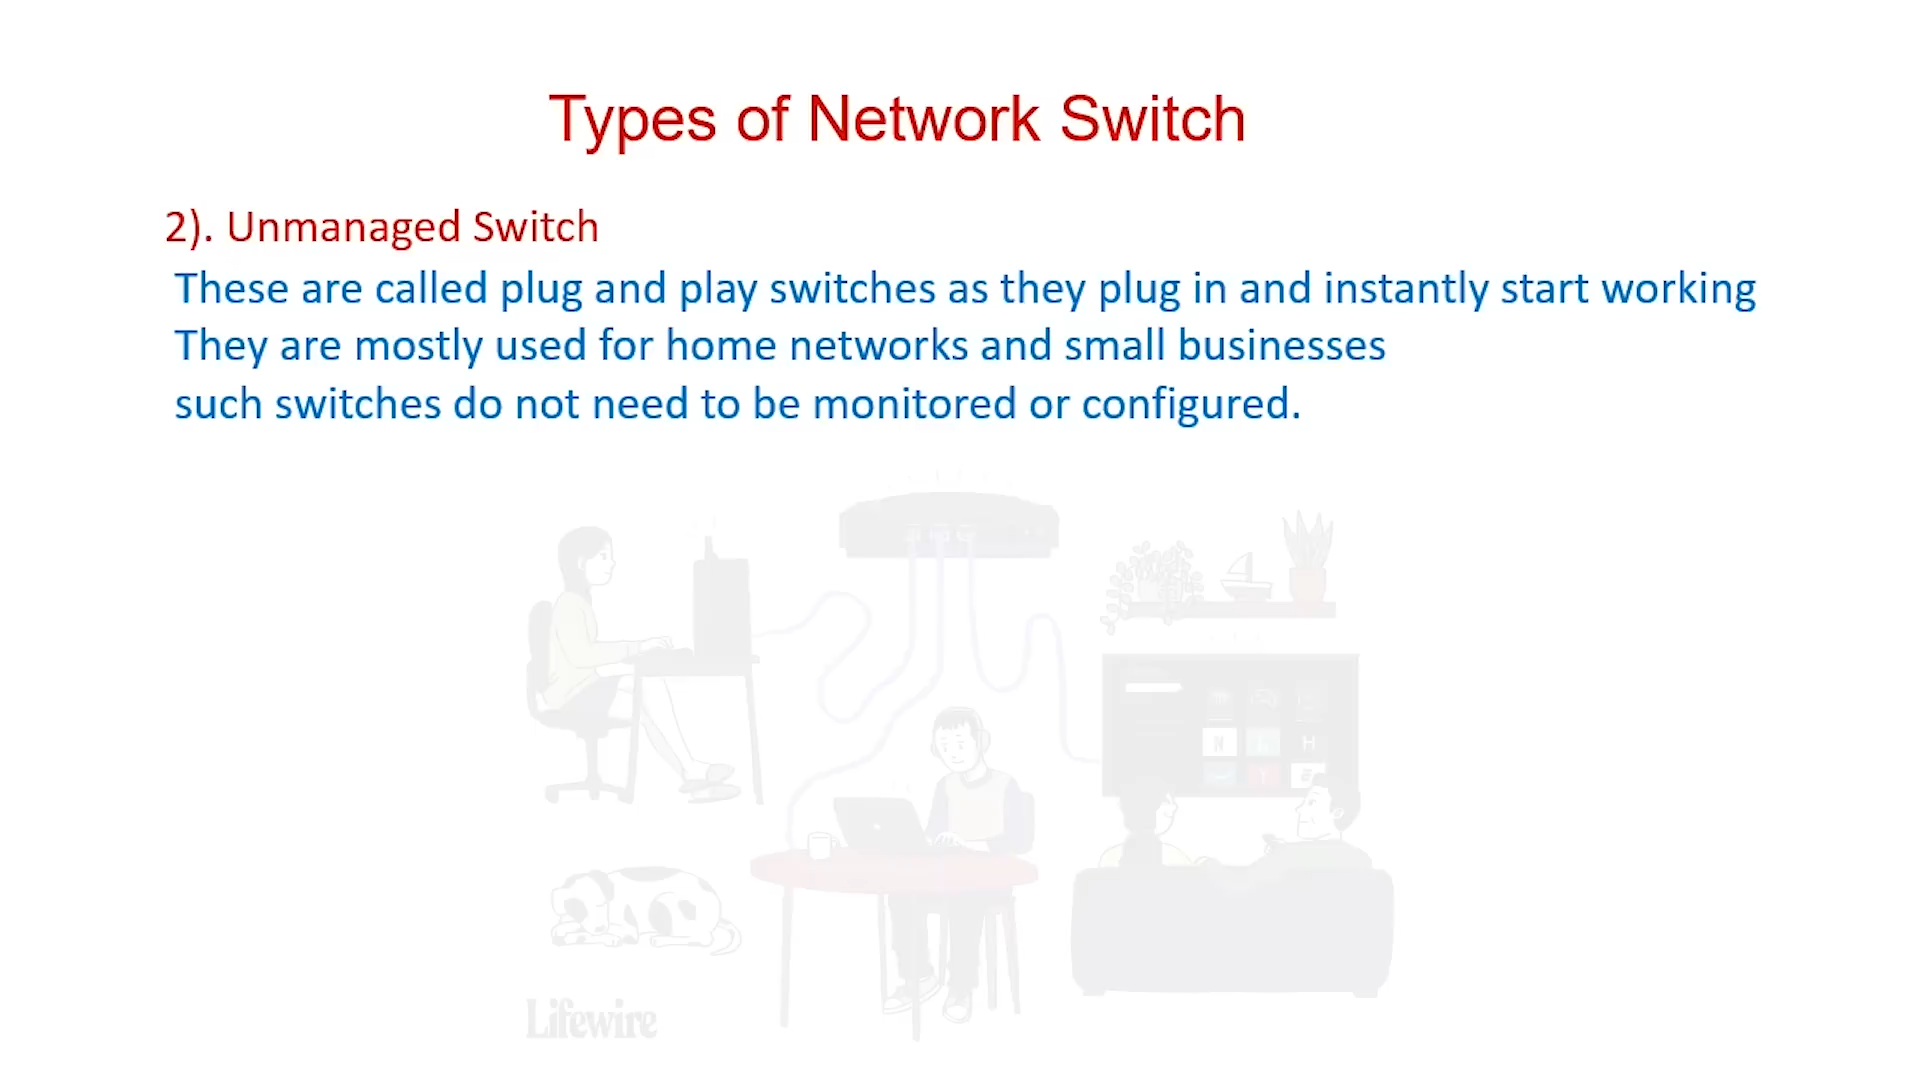 Types of Network Switch
2). Unmanaged Switch
These are called plug and play switches as they plug in and instantly start working
They are mostly used for home networks and small businesses
such switches do not need to be monitored or configured.
N
H
Lifewire